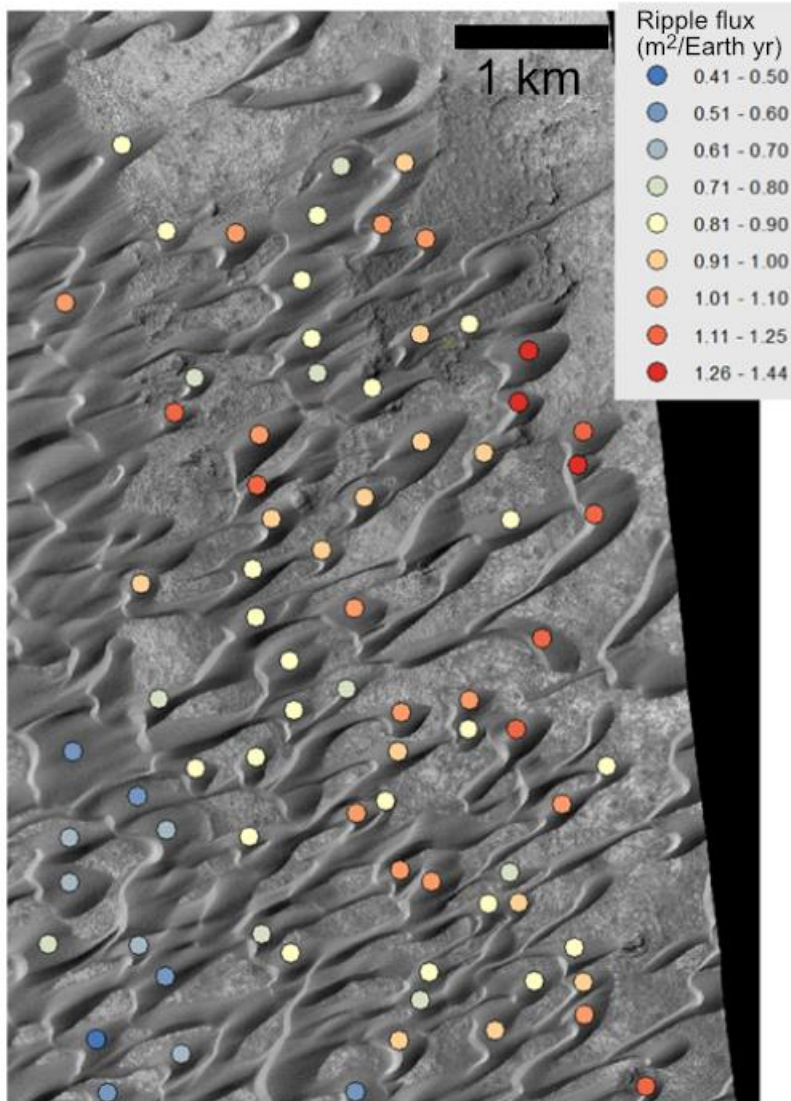 1 km
Ripple flux
(m²/Earth yr)
0.41 - 0.50
0.51 - 0.60
0.61 - 0.70
0.71 - 0.80
0.81 - 0.90
0.91 - 1.00
1.01 - 1.10
1.11 - 1.25
1.26 - 1.44